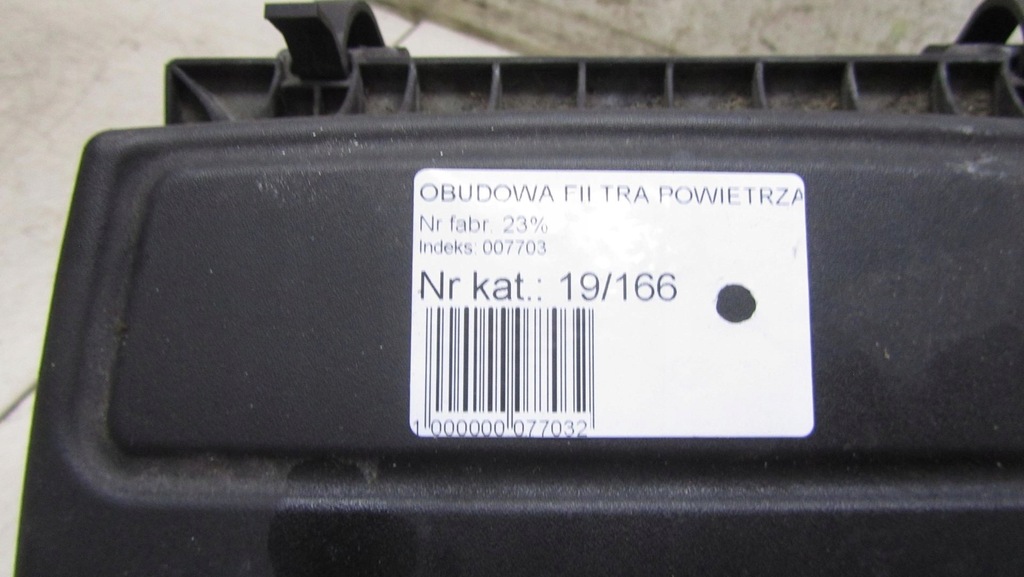 OBUDOWA FILTRA POWIETRZA
Nr fabr. 23%
Indeks: 007703
Nr kat.: 19/166
1 000000 077032